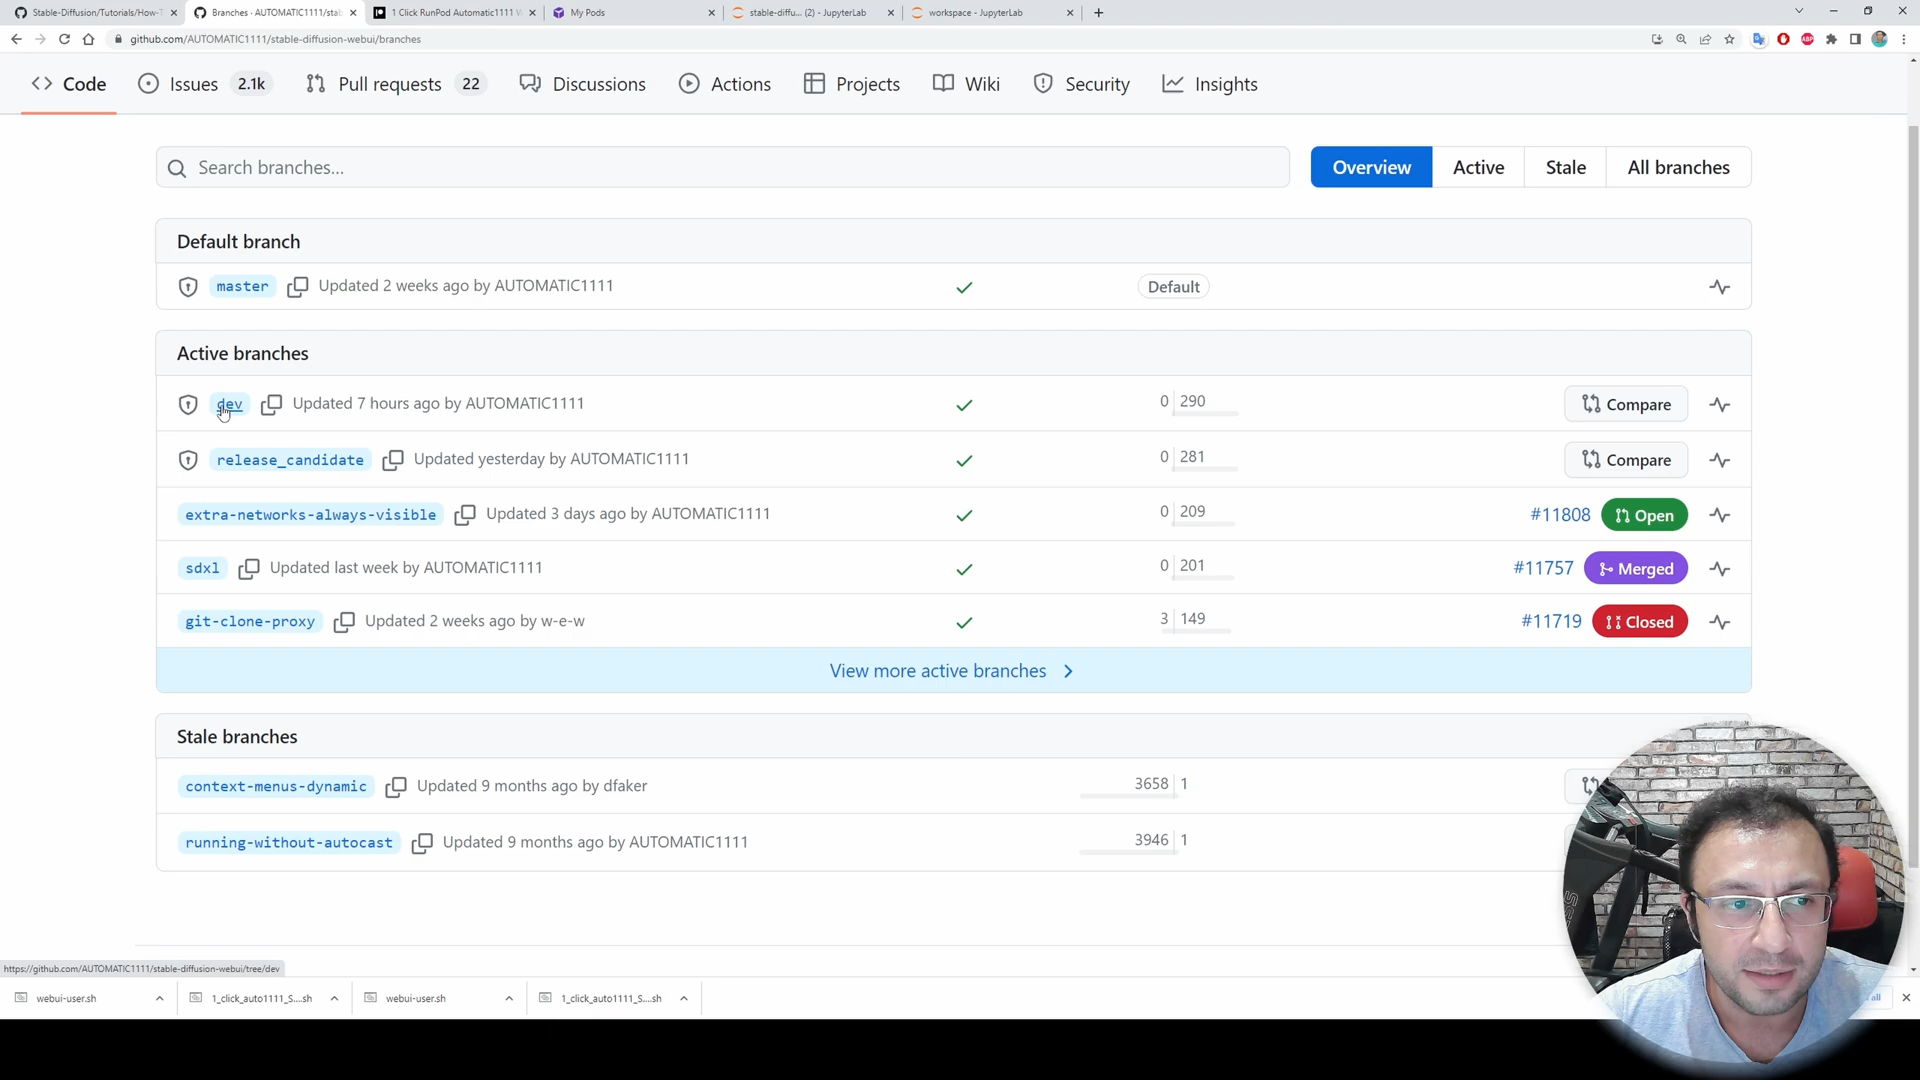 Stable-Diffusion/Tutorials/How-T
Branches · AUTOMATIC1111/stab
1 Click RunPod Automatic1111 W
My Pods
stable-diffu... (2) - JupyterLab
workspace - JupyterLab
github.com/AUTOMATIC1111/stable-diffusion-webui/branches
Code
Issues 2.1k
Pull requests 22
Discussions
Actions
Projects
Wiki
Security
Insights
Search branches...
Overview
Active
Stale
All branches
Default branch
master Updated 2 weeks ago by AUTOMATIC1111 Default
Active branches
dev Updated 7 hours ago by AUTOMATIC1111 0 290 Compare
release_candidate Updated yesterday by AUTOMATIC1111 0 281 Compare
extra-networks-always-visible Updated 3 days ago by AUTOMATIC1111 0 209 #11808 Open
sdxl Updated last week by AUTOMATIC1111 0 201 #11757 Merged
git-clone-proxy Updated 2 weeks ago by w-e-w 3 149 #11719 Closed
View more active branches
Stale branches
context-menus-dynamic Updated 9 months ago by dfaker 3658 1
running-without-autocast Updated 9 months ago by AUTOMATIC1111 3946 1
https://github.com/AUTOMATIC1111/stable-diffusion-webui/tree/dev
webui-user.sh
1_click_auto1111_S....sh
webui-user.sh
1_click_auto1111_S....sh
all